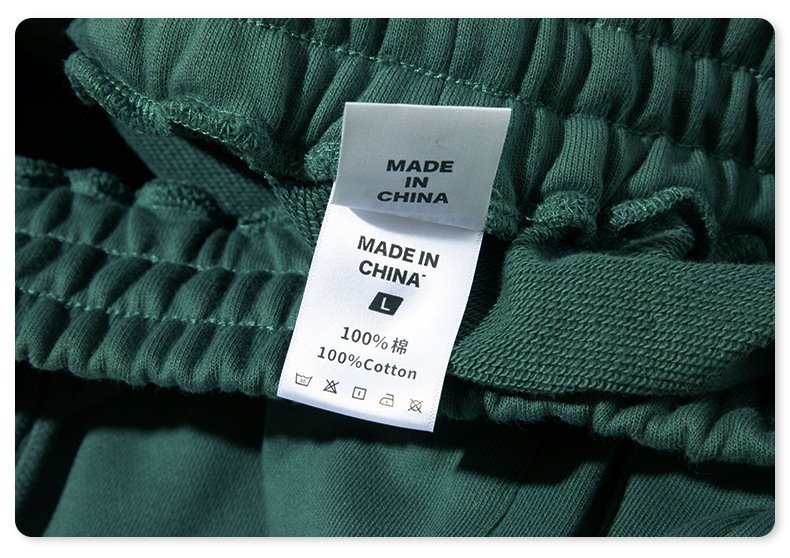 MADE
IN
CHINA
MADE IN
CHINA
L
100% 棉
100%Cotton